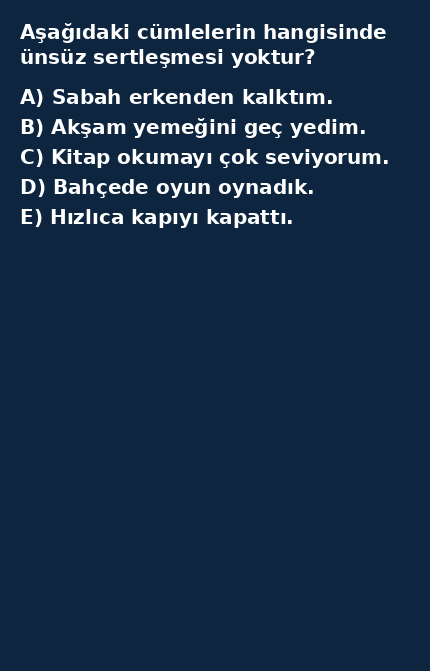 Aşağıdaki cümlelerin hangisinde
ünsüz sertleşmesi yoktur?
A) Sabah erkenden kalktım.
B) Akşam yemeğini geç yedim.
C) Kitap okumayı çok seviyorum.
D) Bahçede oyun oynadık.
E) Hızlıca kapıyı kapattı.